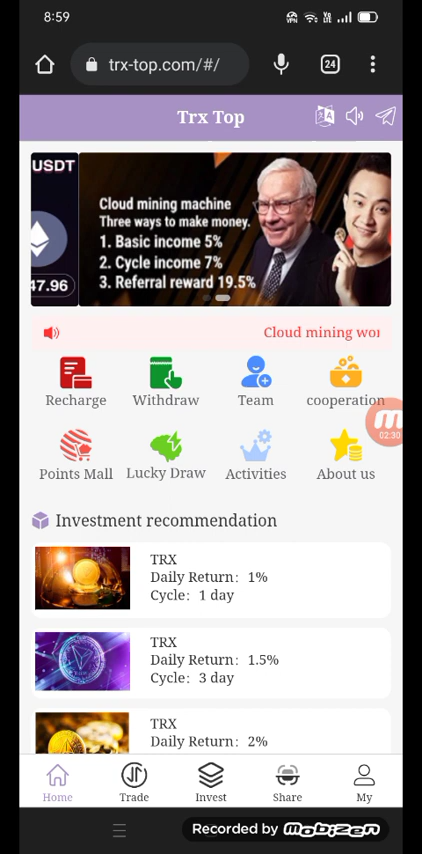 8:59
VPN
24
trx-top.com/#/
Trx Top
USDT
47.96
Cloud mining machine
Three ways to make money.
1. Basic income 5%
2. Cycle income 7%
3. Referral reward 19.5%
Cloud mining wor
Recharge
Withdraw
Team
cooperation
02:30
Points Mall
Lucky Draw
Activities
About us
Investment recommendation
TRX
Daily Return: 1%
Cycle: 1 day
TRX
Daily Return: 1.5%
Cycle: 3 day
TRX
Daily Return: 2%
Home
Trade
Invest
Share
My
Recorded by Mobizen